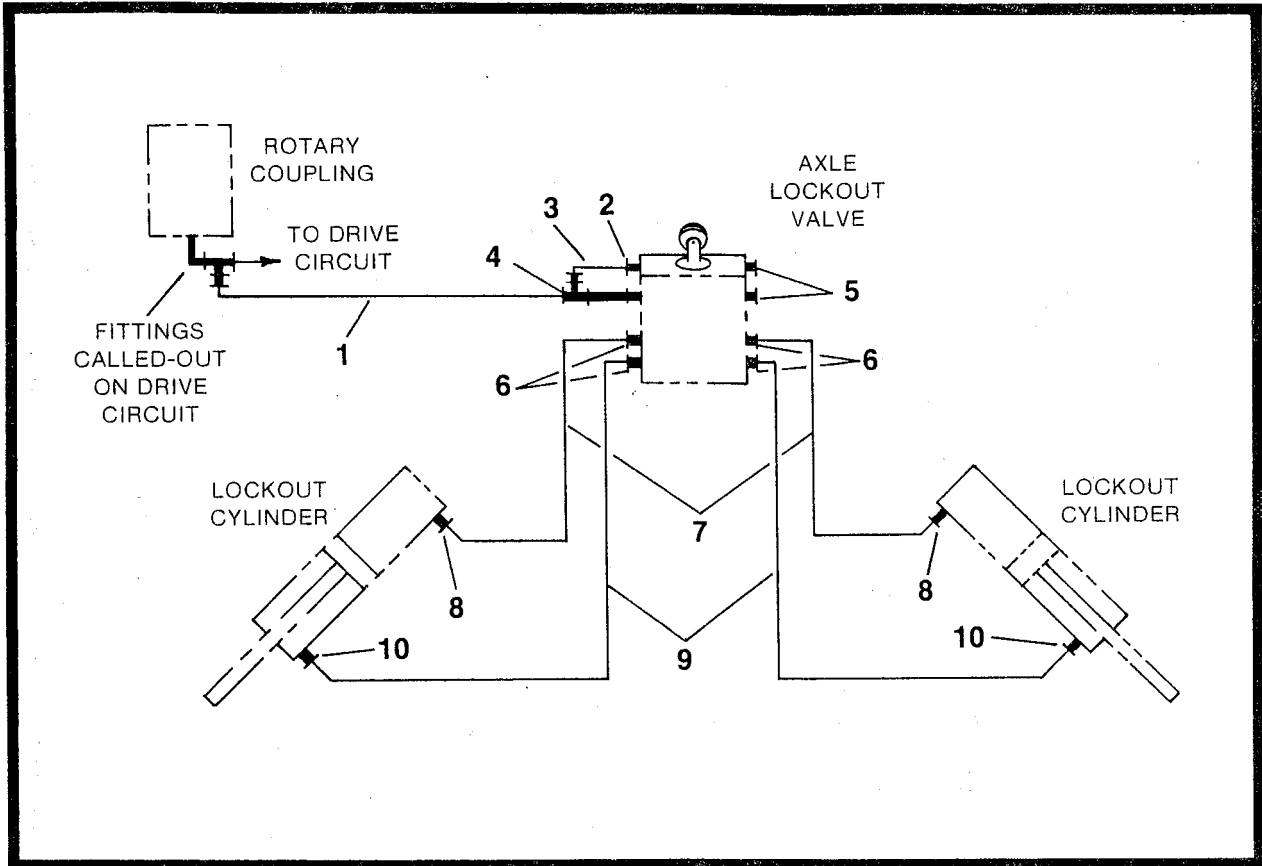 ROTARY
COUPLING
AXLE
LOCKOUT
VALVE
TO DRIVE
CIRCUIT
3
2
4
5
1
FITTINGS
CALLED-OUT
ON DRIVE
CIRCUIT
6
6
LOCKOUT
CYLINDER
LOCKOUT
CYLINDER
7
8
8
10
10
9